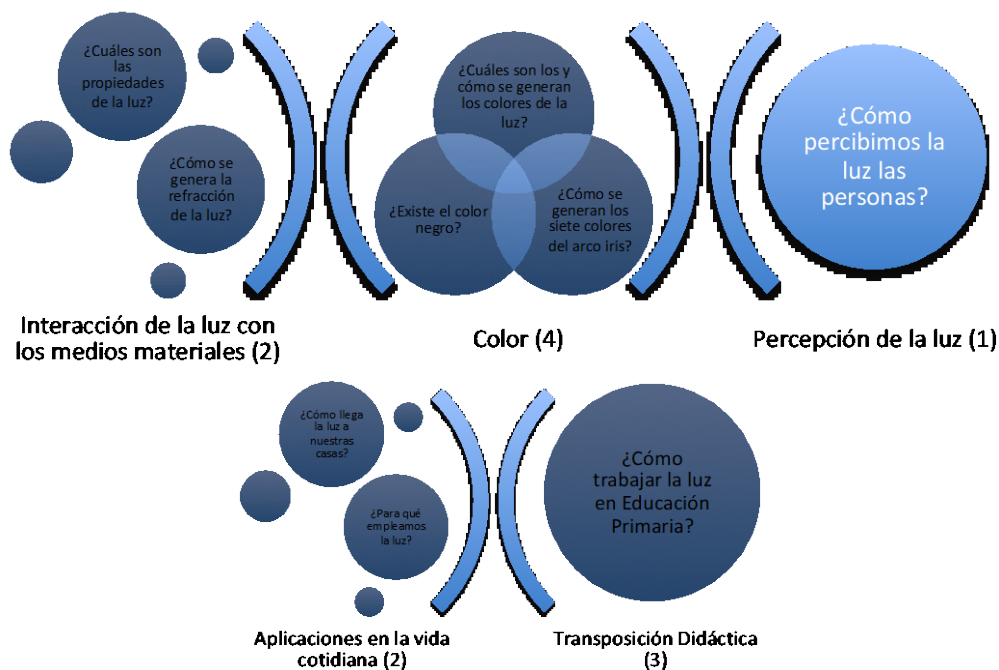 ¿Cuáles son
las
propiedades
de la luz?
¿Cómo se
genera la
refracción
de la luz?
Interacción de la luz con
los medios materiales (2)
¿Cuáles son los y
cómo se generan
los colores de la
luz?
¿Existe el color
negro?
¿Cómo se
generan los
siete colores
del arco iris?
Color (4)
¿Cómo
percibimos la
luz las
personas?
Percepción de la luz (1)
¿Cómo llega
la luz a
nuestras
casas?
¿Para qué
empleamos
la luz?
Aplicaciones en la vida
cotidiana (2)
¿Cómo
trabajar la luz
en Educación
Primaria?
Transposición Didáctica
(3)